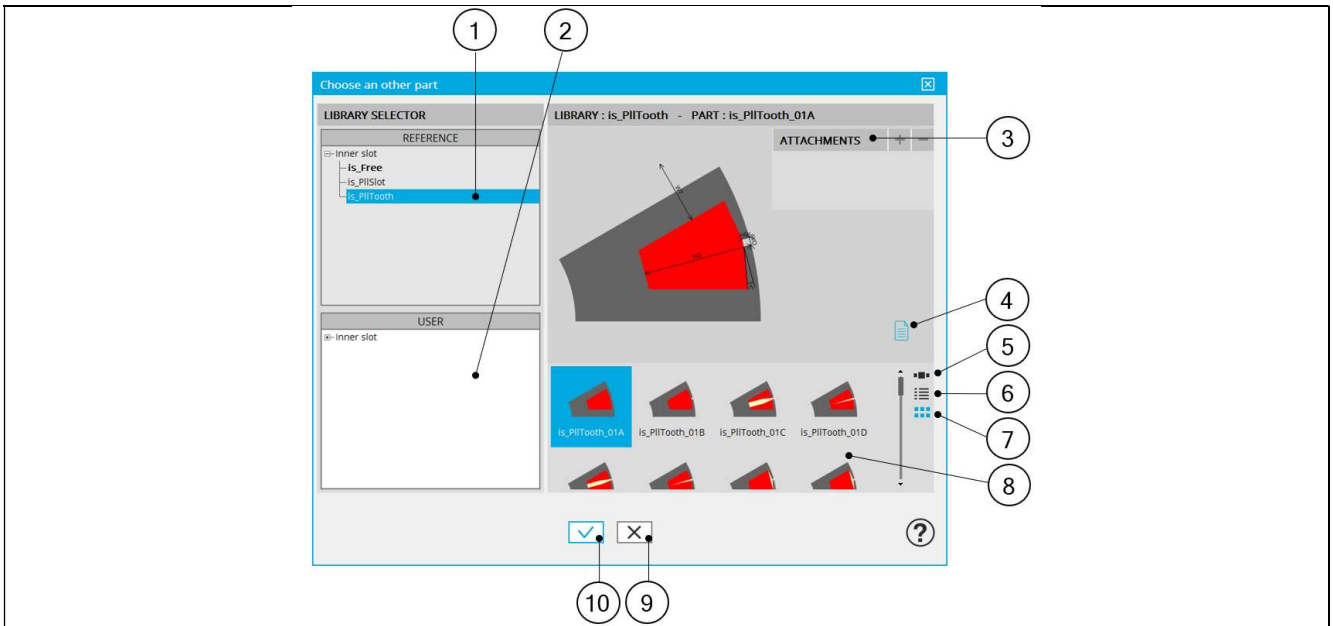 1
2
Choose an other part
LIBRARY SELECTOR
LIBRARY : is_PllTooth - PART : is_PllTooth_01A
REFERENCE
ATTACHMENTS + −
3
Inner slot
is_Free
is_PllSlot
is_PllTooth
4
USER
Inner slot
5
6
7
is_PllTooth_01A is_PllTooth_01B is_PllTooth_01C is_PllTooth_01D
8
?
10
9